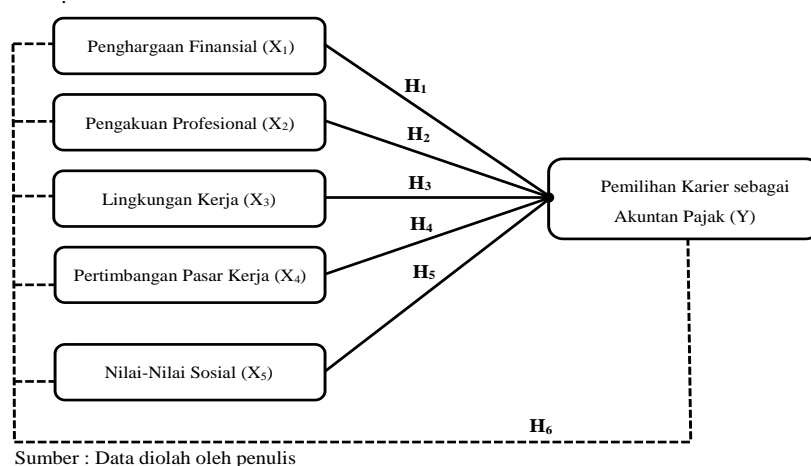 Penghargaan Finansial (X₁)
H₁
Pengakuan Profesional (X₂)
H₂
Lingkungan Kerja (X₃)
H₃
Pemilihan Karier sebagai
Akuntan Pajak (Y)
H₄
Pertimbangan Pasar Kerja (X₄)
H₅
Nilai-Nilai Sosial (X₅)
H₆
Sumber : Data diolah oleh penulis